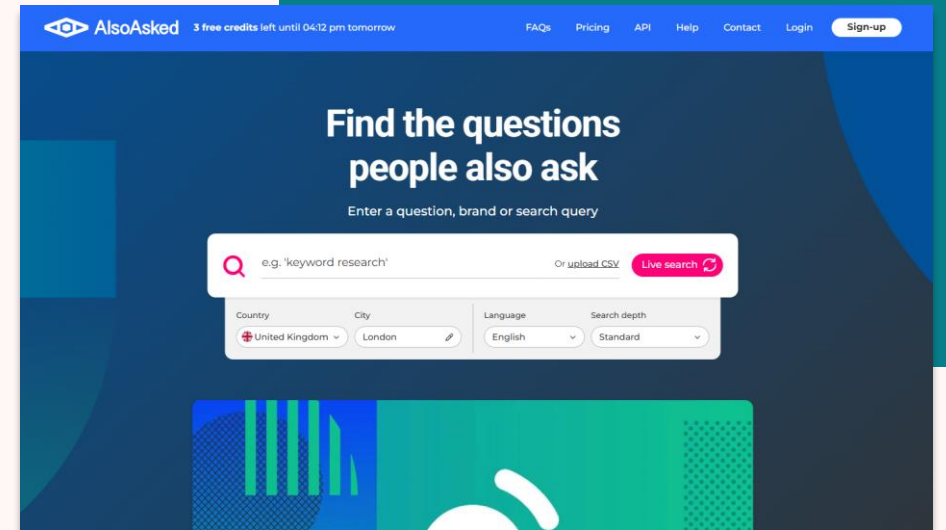 AlsoAsked 3 free credits left until 04:12 pm tomorrow FAQs Pricing API Help Contact Login Sign-up
Find the questions
people also ask
Enter a question, brand or search query
e.g. 'keyword research' Or upload CSV Live search
Country City Language Search depth
United Kingdom London English Standard